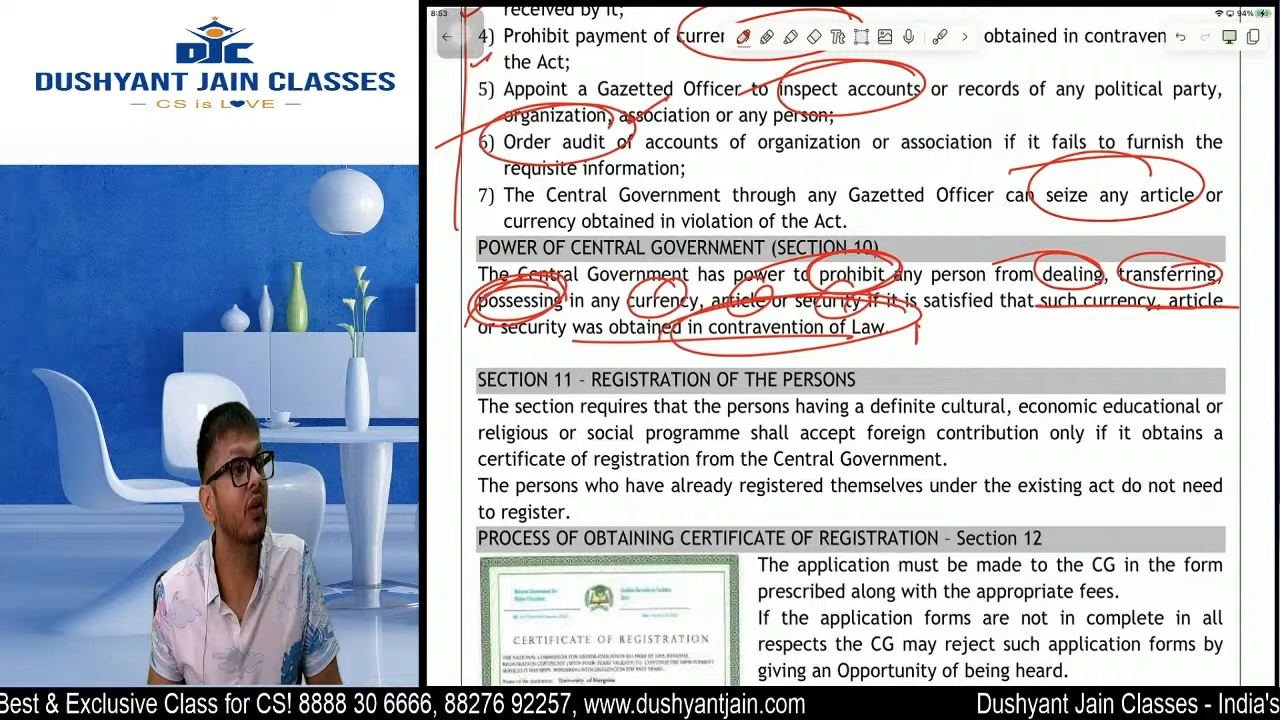 8:53
94%
DJC
DUSHYANT JAIN CLASSES
CS is L VE
received by it;
4) Prohibit payment of curren obtained in contraven
the Act;
5) Appoint a Gazetted Officer to inspect accounts or records of any political party,
organization, association or any person;
6) Order audit of accounts of organization or association if it fails to furnish the
requisite information;
7) The Central Government through any Gazetted Officer can seize any article or
currency obtained in violation of the Act.
POWER OF CENTRAL GOVERNMENT (SECTION 10)
The Central Government has power to prohibit any person from dealing, transferring,
possessing in any currency, article or security if it is satisfied that such currency, article
or security was obtained in contravention of Law.
SECTION 11 – REGISTRATION OF THE PERSONS
The section requires that the persons having a definite cultural, economic educational or
religious or social programme shall accept foreign contribution only if it obtains a
certificate of registration from the Central Government.
The persons who have already registered themselves under the existing act do not need
to register.
PROCESS OF OBTAINING CERTIFICATE OF REGISTRATION – Section 12
The application must be made to the CG in the form
prescribed along with the appropriate fees.
If the application forms are not in complete in all
respects the CG may reject such application forms by
giving an Opportunity of being heard.
CERTIFICATE OF REGISTRATION
Best & Exclusive Class for CS! 8888 30 6666, 88276 92257, www.dushyantjain.com Dushyant Jain Classes - India's